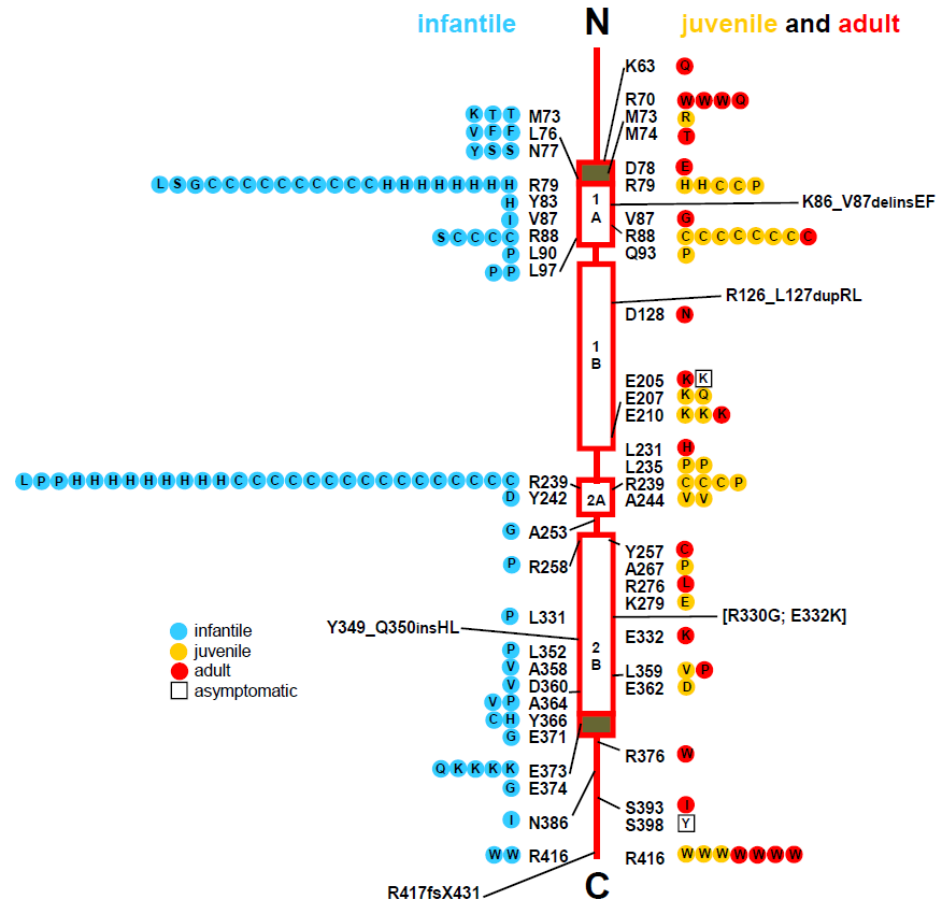 infantile
N
juvenile and adult
K63 Q
R70 W W W Q
K T T M73
M73 R
V F F L76
M74 T
Y S S N77
D78 E
L S G C C C C C C C C C C H H H H H H H H R79
R79 H H C C P
H Y83
1
A
K86_V87delinsEF
I V87
V87 G
S C C C C R88
R88 C C C C C C C C
P L90
Q93 P
P P L97
R126_L127dupRL
D128 N
1
B
E205 K K
E207 K Q
E210 K K K
L231 H
L235 P P
L P P H H H H H H H H H C C C C C C C C C C C C C C C C C R239
R239 C C C P
D Y242
2A
A244 V V
G A253
Y257 C
P R258
A267 P
R276 L
K279 E
P L331
[R330G; E332K]
Y349_Q350insHL
E332 K
2
B
infantile
juvenile
adult
asymptomatic
P L352
V A358
L359 V P
V D360
E362 D
V P A364
C H Y366
G E371
R376 W
Q K K K K E373
G E374
S393 I
I N386
S398 Y
W W R416
R416 W W W W W W W
R417fsX431
C